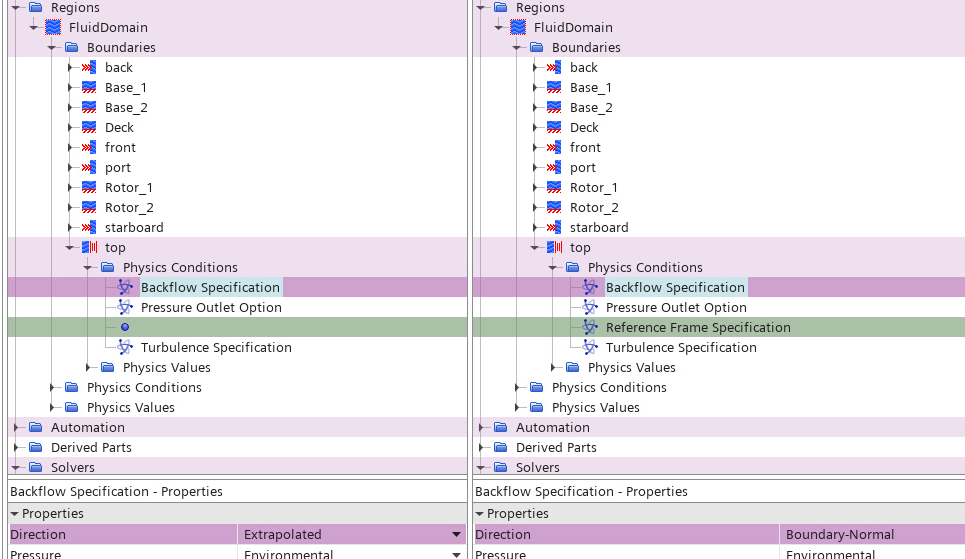 Regions
FluidDomain
Boundaries
back
Base_1
Base_2
Deck
front
port
Rotor_1
Rotor_2
starboard
top
Physics Conditions
Backflow Specification
Pressure Outlet Option
Turbulence Specification
Physics Values
Physics Conditions
Physics Values
Automation
Derived Parts
Solvers
Backflow Specification - Properties
Properties
Direction Extrapolated
Pressure Environmental
Regions
FluidDomain
Boundaries
back
Base_1
Base_2
Deck
front
port
Rotor_1
Rotor_2
starboard
top
Physics Conditions
Backflow Specification
Pressure Outlet Option
Reference Frame Specification
Turbulence Specification
Physics Values
Physics Conditions
Physics Values
Automation
Derived Parts
Solvers
Backflow Specification - Properties
Properties
Direction Boundary-Normal
Pressure Environmental